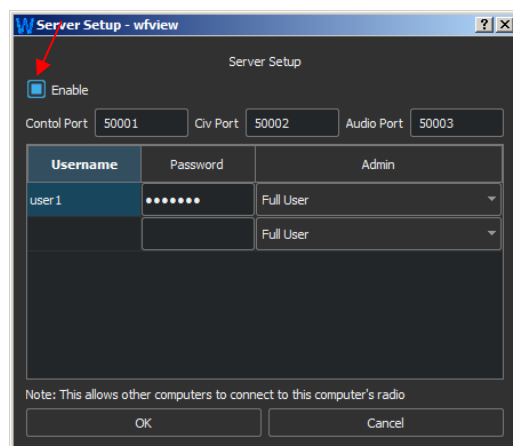 Server Setup - wfview
Server Setup
Enable
Contol Port 50001 Civ Port 50002 Audio Port 50003
Username Password Admin
user1 ••••••• Full User
Full User
Note: This allows other computers to connect to this computer's radio
OK Cancel